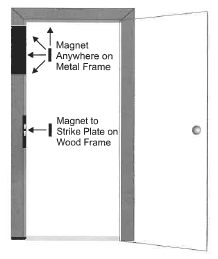 Magnet
Anywhere on
Metal Frame
Magnet to
Strike Plate on
Wood Frame